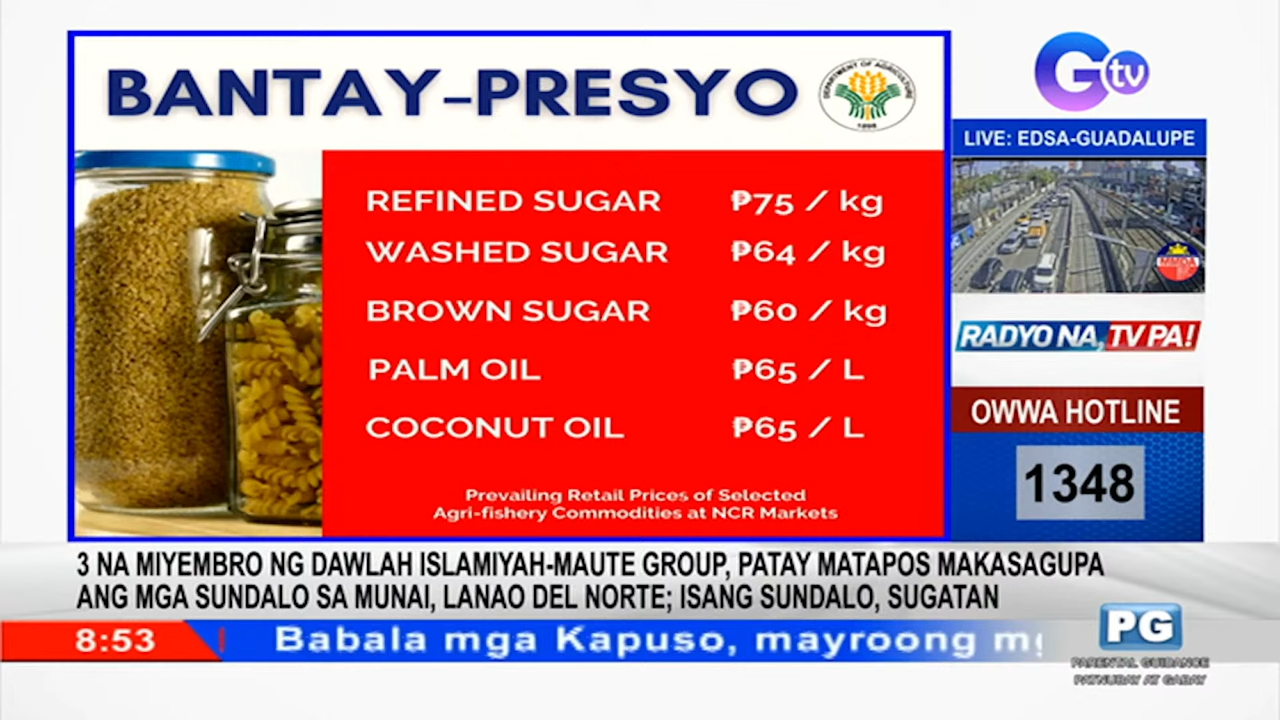 BANTAY-PRESYO
DEPARTMENT OF AGRICULTURE
1898
REFINED SUGAR ₱75 / kg
WASHED SUGAR ₱64 / kg
BROWN SUGAR ₱60 / kg
PALM OIL ₱65 / L
COCONUT OIL ₱65 / L
Prevailing Retail Prices of Selected
Agri-fishery Commodities at NCR Markets
Gtv
LIVE: EDSA-GUADALUPE
MMDA
RADYO NA, TV PA!
OWWA HOTLINE
1348
3 NA MIYEMBRO NG DAWLAH ISLAMIYAH-MAUTE GROUP, PATAY MATAPOS MAKASAGUPA
ANG MGA SUNDALO SA MUNAI, LANAO DEL NORTE; ISANG SUNDALO, SUGATAN
8:53 Babala mga Kapuso, mayroong
PG
PARENTAL GUIDANCE
PATNUBAY AT GABAY